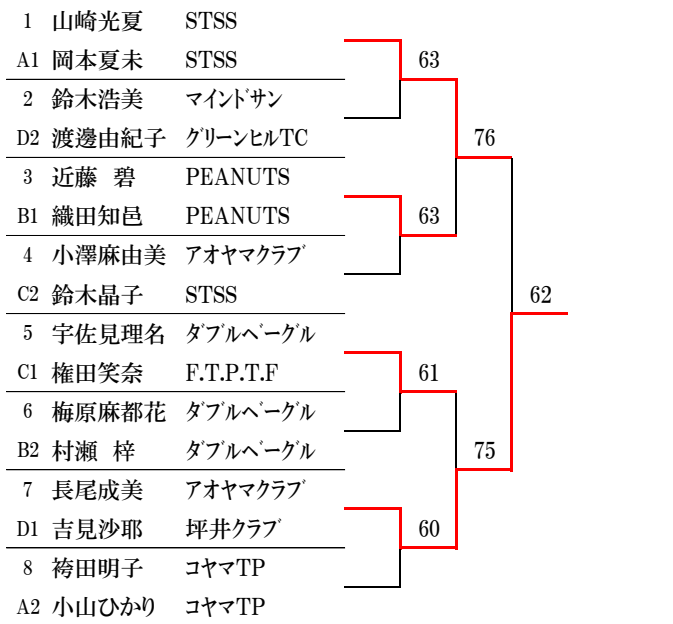 1 山崎光夏 STSS
A1 岡本夏未 STSS
63
2 鈴木浩美 マインドサン
D2 渡邊由紀子 グリーンヒルTC
76
3 近藤 碧 PEANUTS
B1 織田知邑 PEANUTS
63
4 小澤麻由美 アオヤマクラブ
C2 鈴木晶子 STSS
62
5 宇佐見理名 ダブルベーグル
C1 権田笑奈 F.T.P.T.F
61
6 梅原麻都花 ダブルベーグル
B2 村瀬 梓 ダブルベーグル
75
7 長尾成美 アオヤマクラブ
D1 吉見沙耶 坪井クラブ
60
8 袴田明子 コヤマTP
A2 小山ひかり コヤマTP